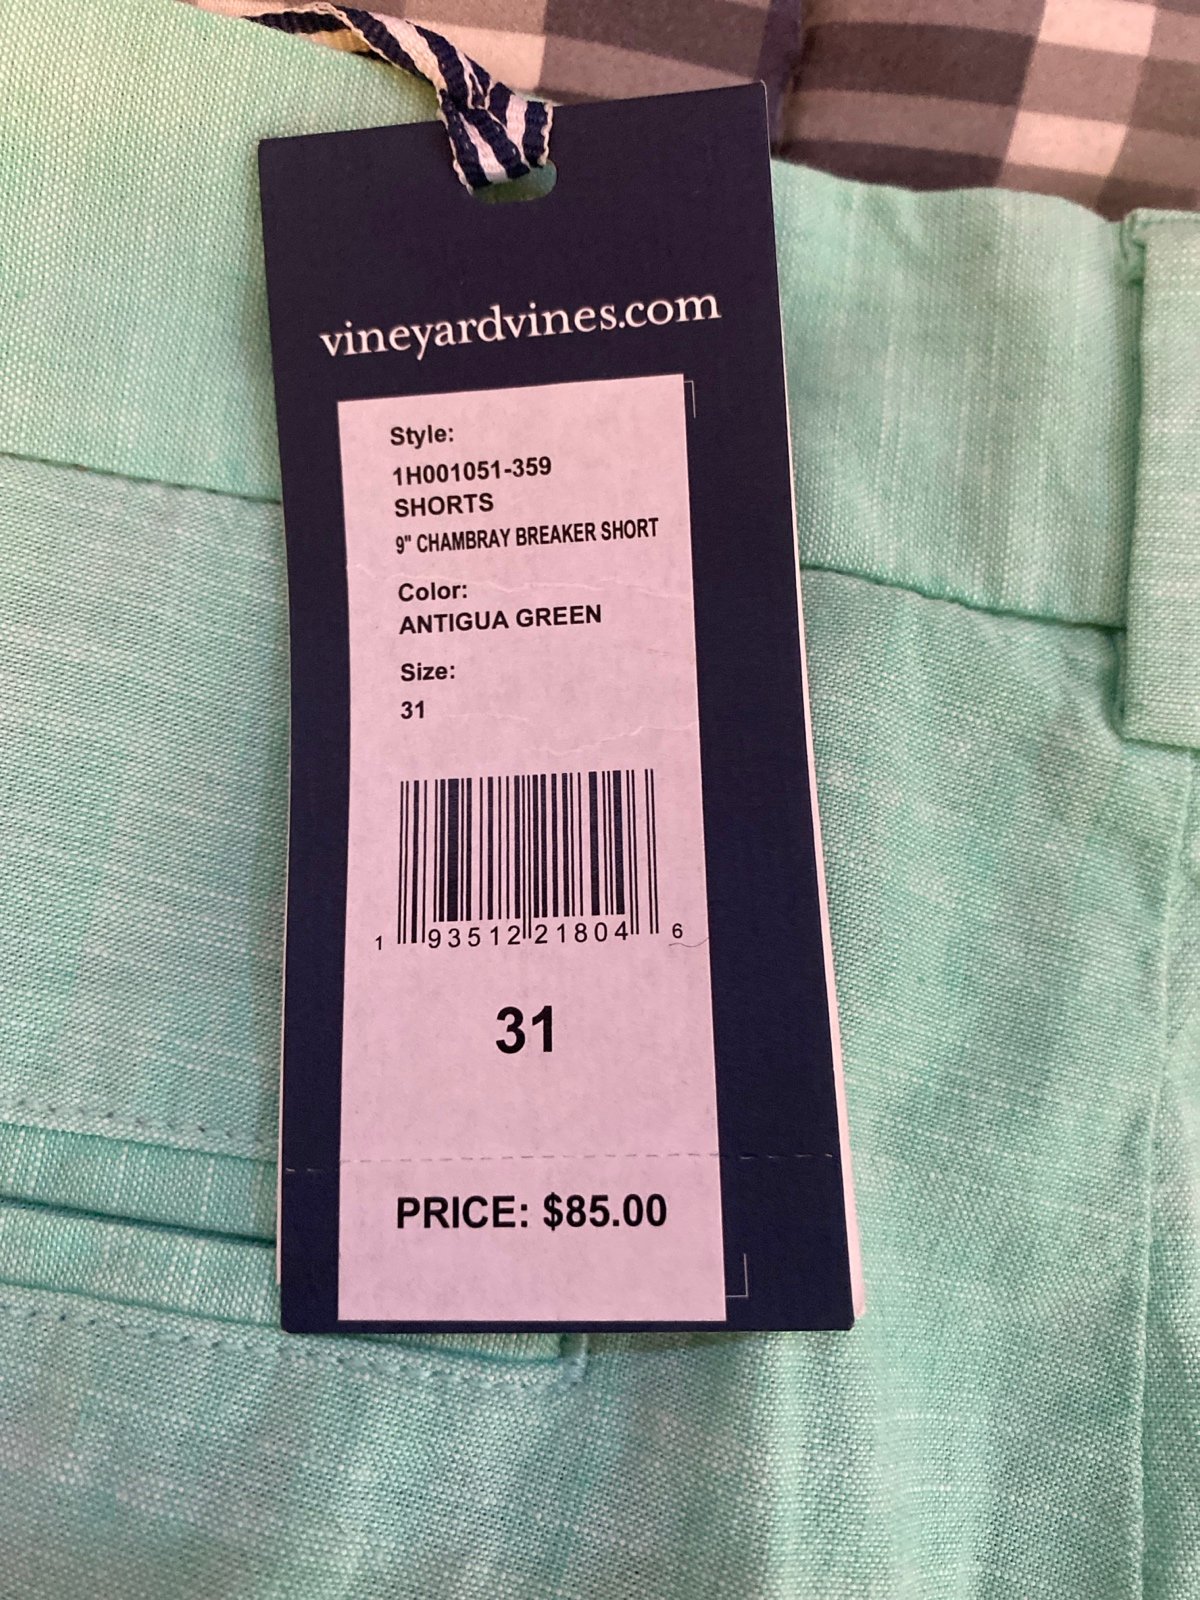 vineyardvines.com
Style:
1H001051-359
SHORTS
9" CHAMBRAY BREAKER SHORT
Color:
ANTIGUA GREEN
Size:
31
1 93512 21804 6
31
PRICE: $85.00